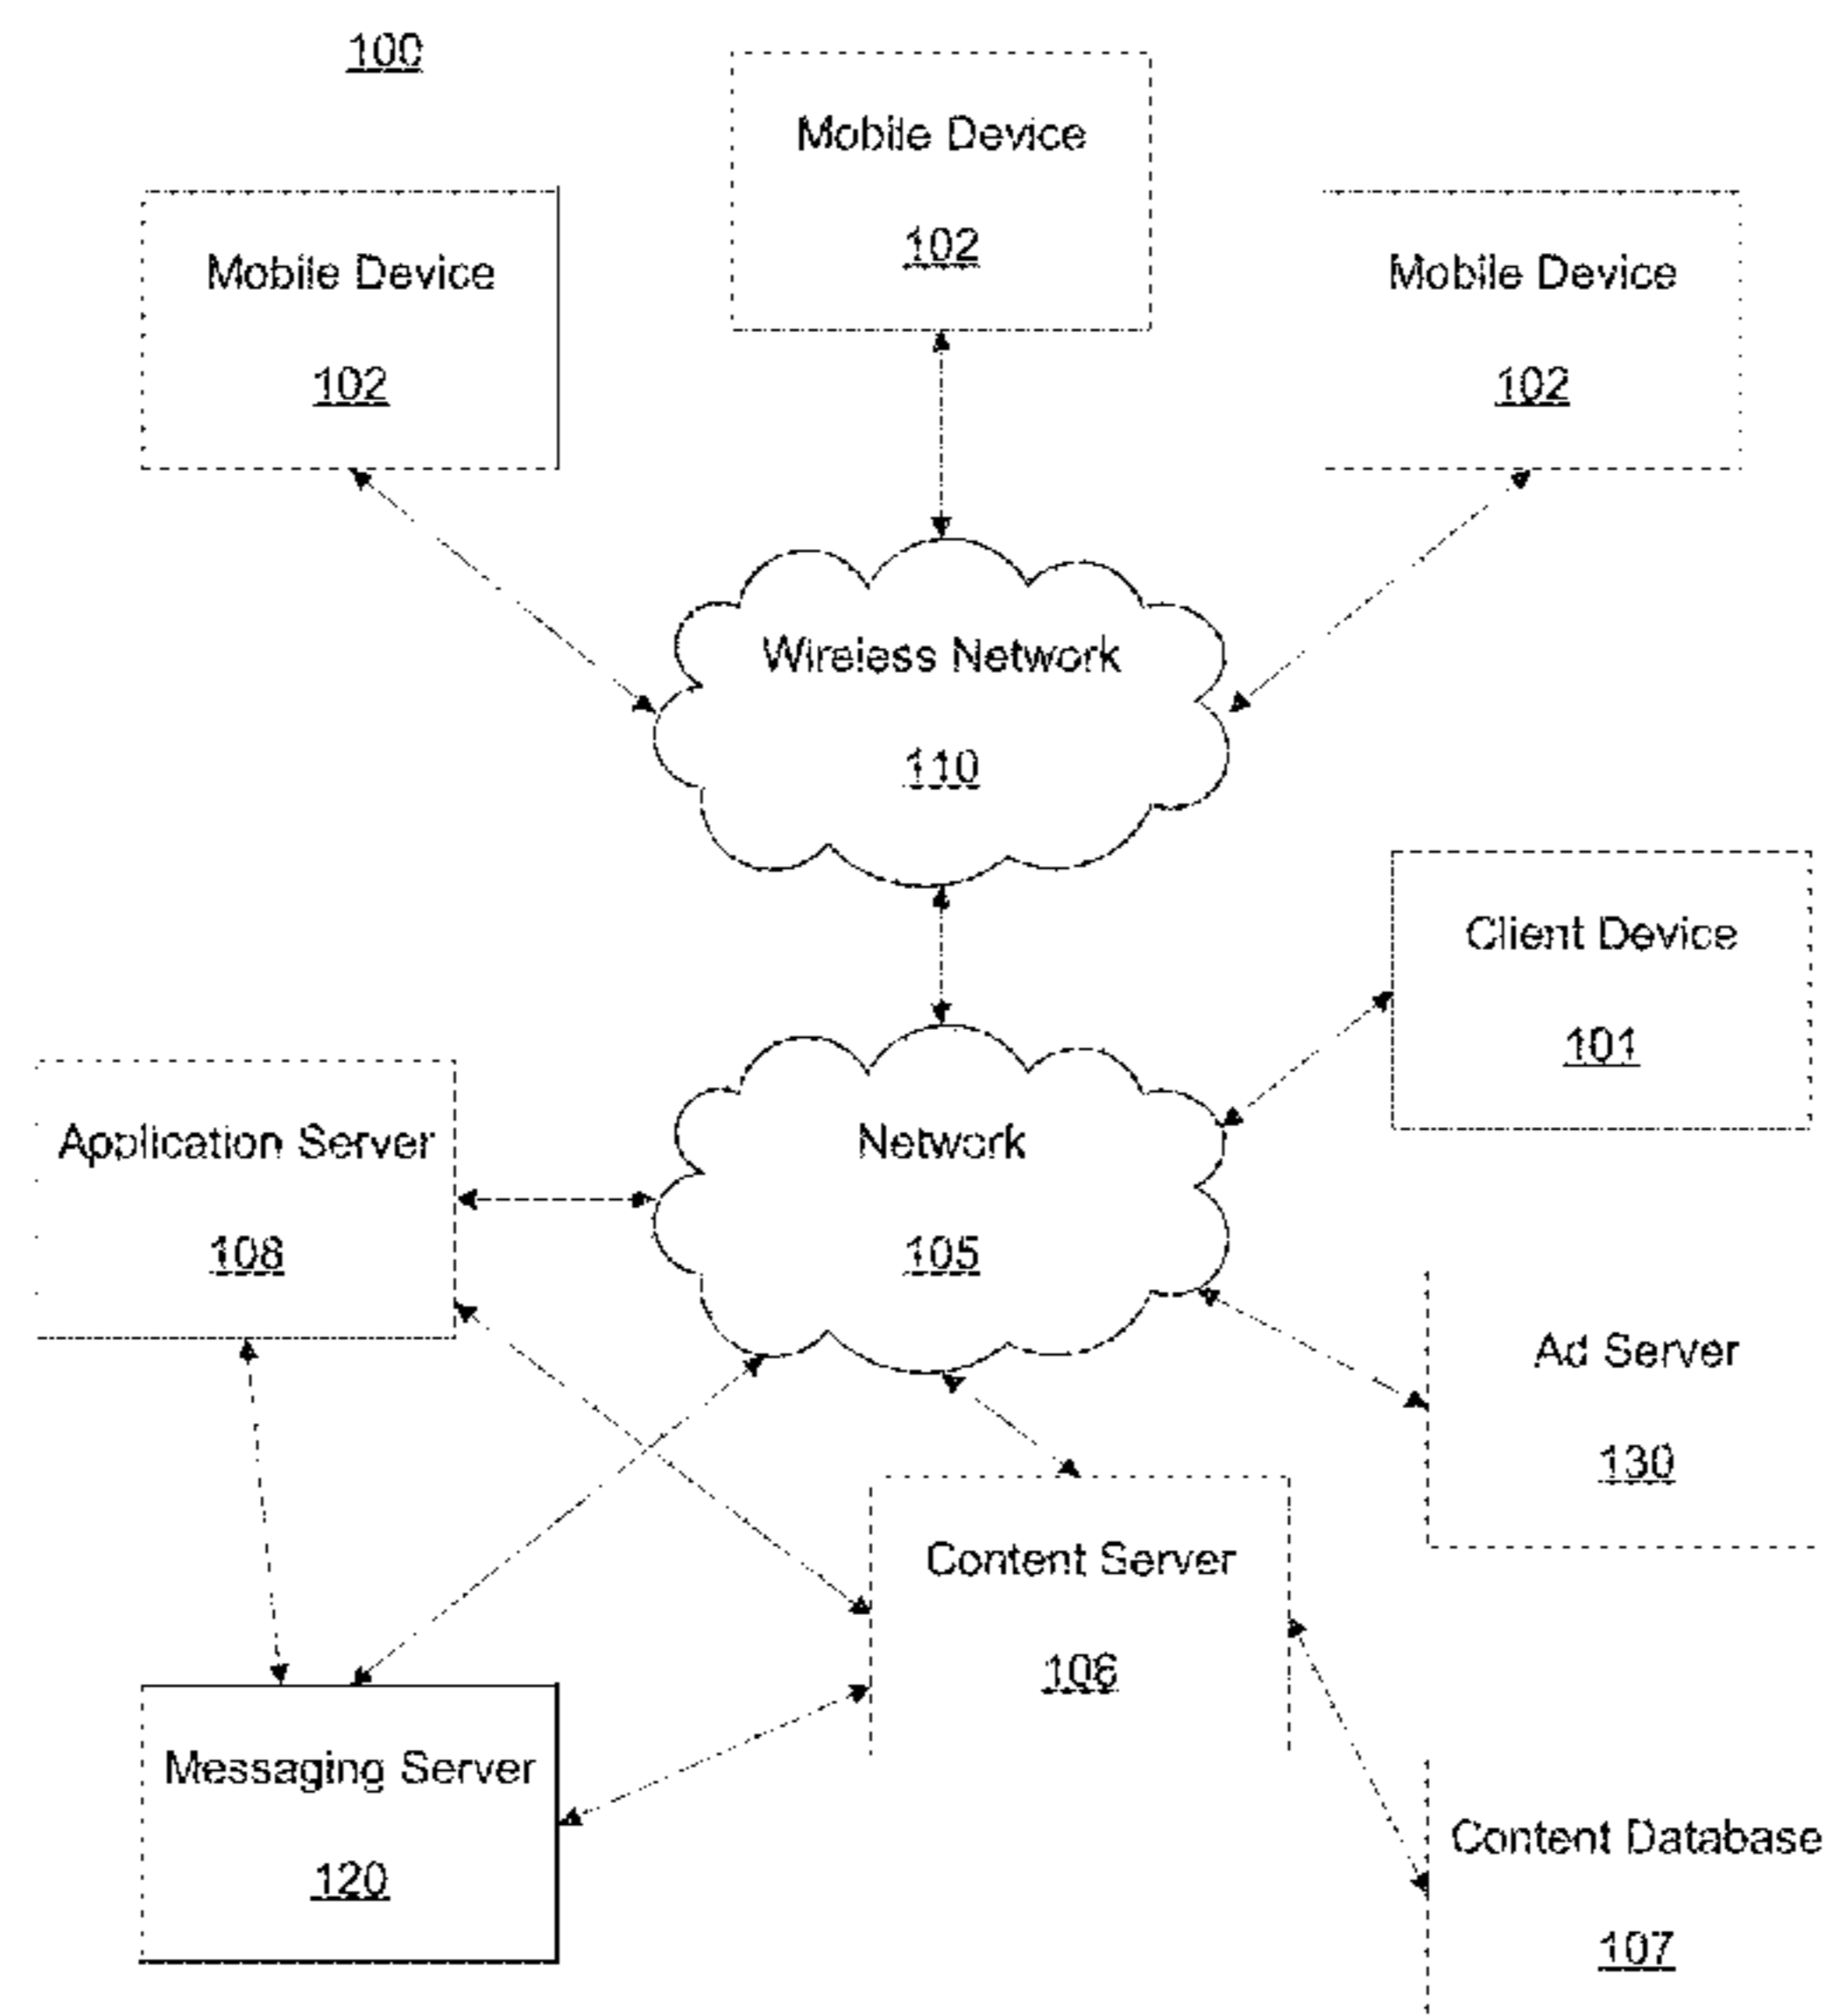 100
Mobile Device
102
Mobile Device
102
Mobile Device
102
Wireless Network
110
Client Device
101
Application Server
108
Network
105
Ad Server
130
Content Server
106
Messaging Server
120
Content Database
107